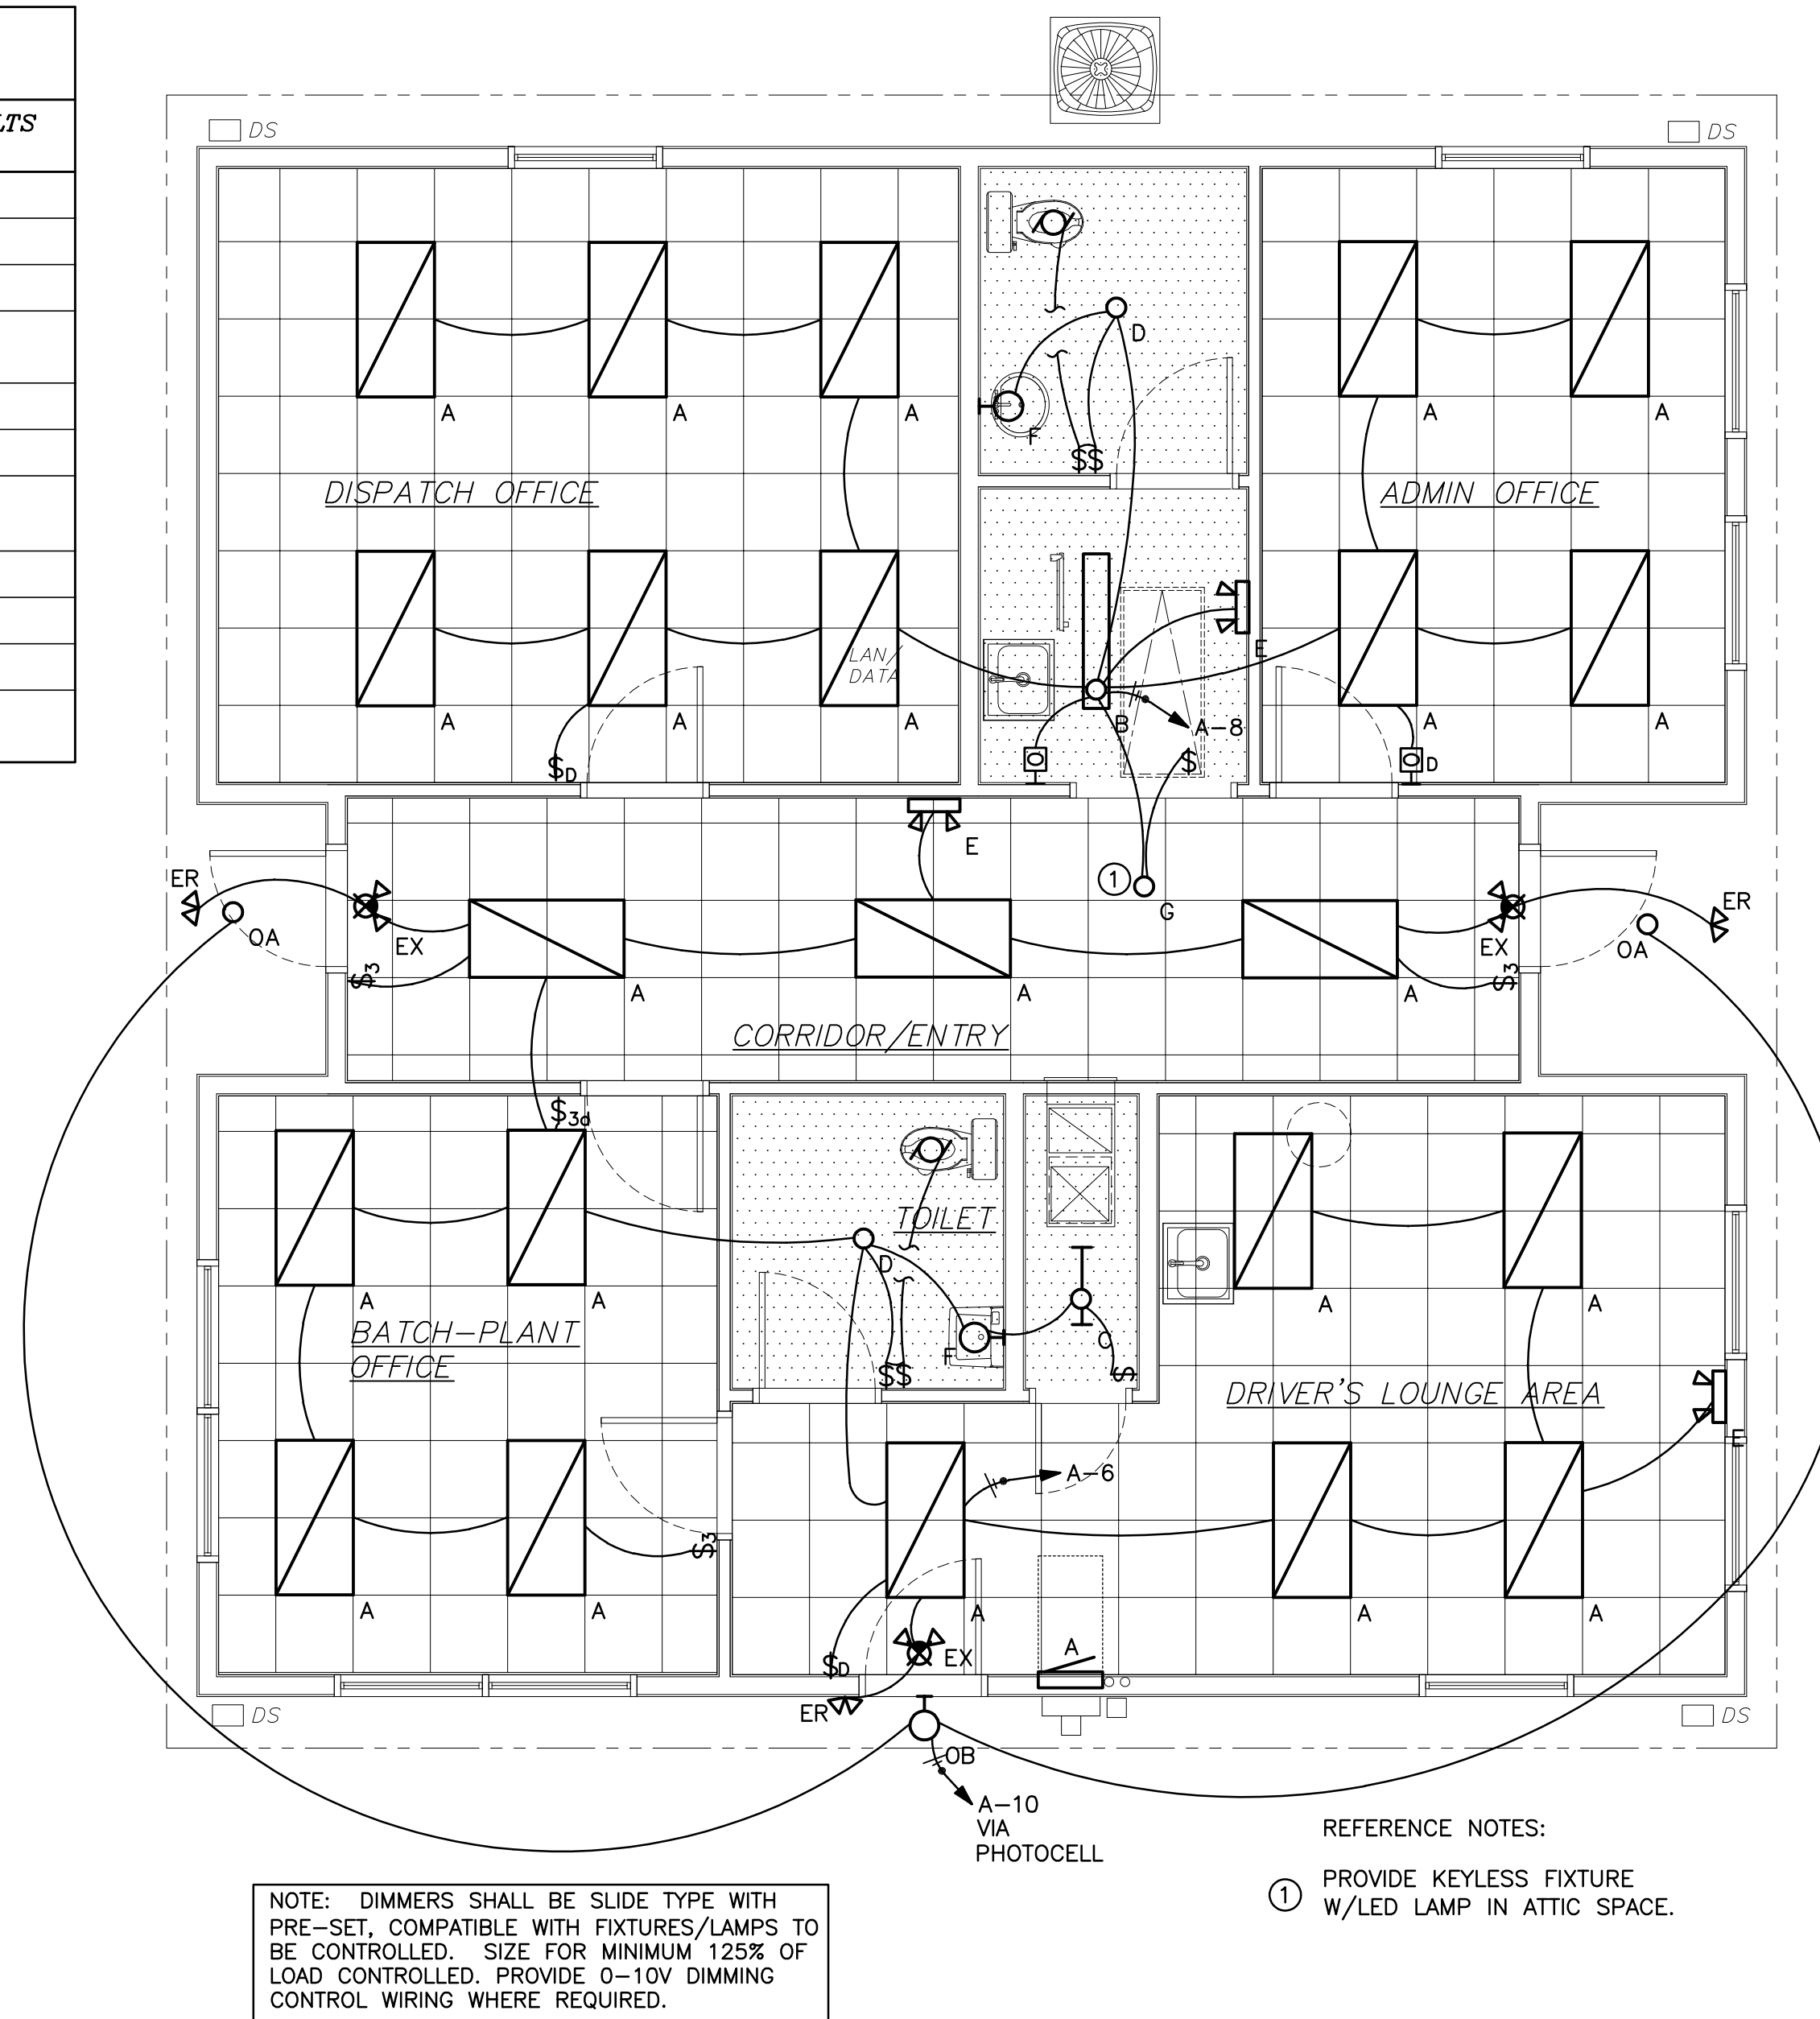 LTS
DS
DS
D
A
A
A
A
A
F
$$
DISPATCH OFFICE
ADMIN OFFICE
LAN/
DATA
E
A
A
A
B
A-8
A
A
$D
$
D
E
ER
1
G
ER
OA
EX
EX
OA
$3
A
A
A
$3
CORRIDOR/ENTRY
$3d
TOILET
D
A
A
A
A
BATCH-PLANT
OFFICE
F
C
$$
$
DRIVER'S LOUNGE AREA
E
A-6
$3
A
A
A
A
A
A
$D
EX
ER
DS
DS
OB
A-10
VIA
PHOTOCELL
REFERENCE NOTES:
1 PROVIDE KEYLESS FIXTURE
W/LED LAMP IN ATTIC SPACE.
NOTE: DIMMERS SHALL BE SLIDE TYPE WITH
PRE-SET, COMPATIBLE WITH FIXTURES/LAMPS TO
BE CONTROLLED. SIZE FOR MINIMUM 125% OF
LOAD CONTROLLED. PROVIDE 0-10V DIMMING
CONTROL WIRING WHERE REQUIRED.